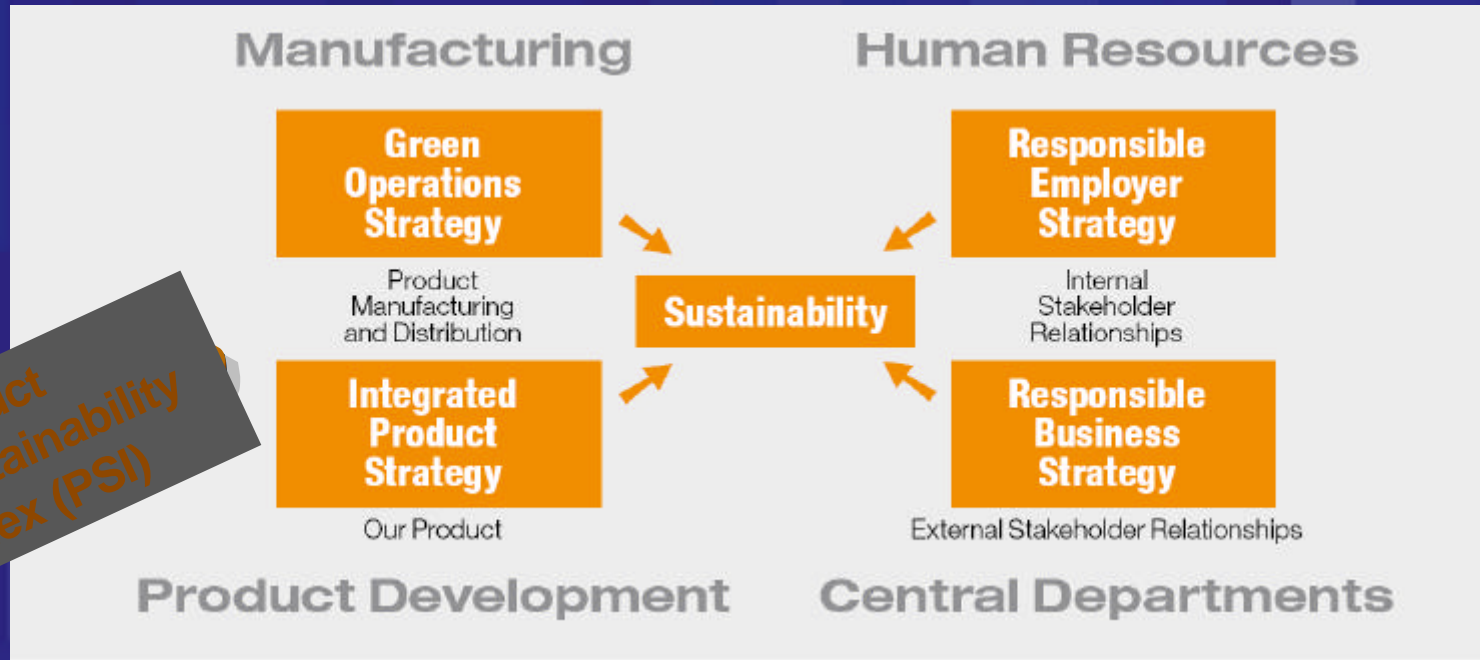 Manufacturing
Human Resources
Green
Operations
Strategy
Product
Manufacturing
and Distribution
Responsible
Employer
Strategy
Internal
Stakeholder
Relationships
Sustainability
Integrated
Product
Strategy
Our Product
Responsible
Business
Strategy
External Stakeholder Relationships
Product Development
Central Departments
(PSI)